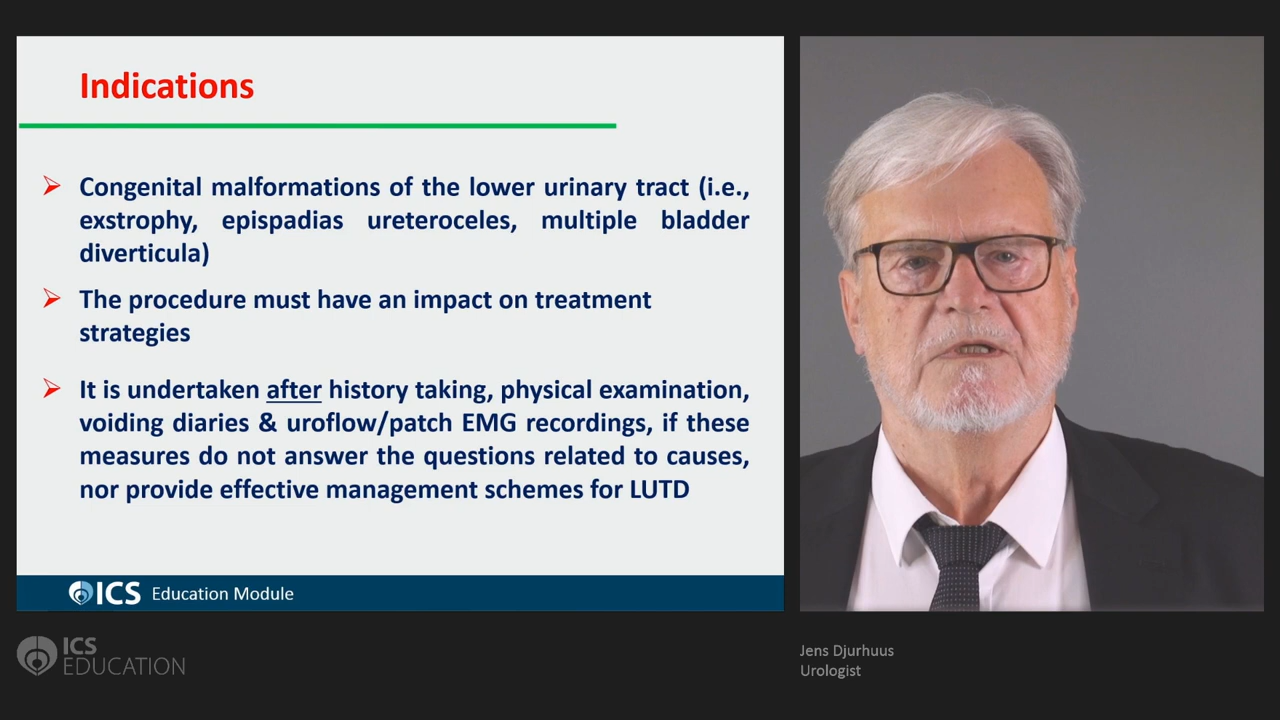 Indications
Congenital malformations of the lower urinary tract (i.e.,
exstrophy, epispadias ureteroceles, multiple bladder
diverticula)
The procedure must have an impact on treatment
strategies
It is undertaken after history taking, physical examination,
voiding diaries & uroflow/patch EMG recordings, if these
measures do not answer the questions related to causes,
nor provide effective management schemes for LUTD
ICS Education Module
ICS
EDUCATION
Jens Djurhuus
Urologist